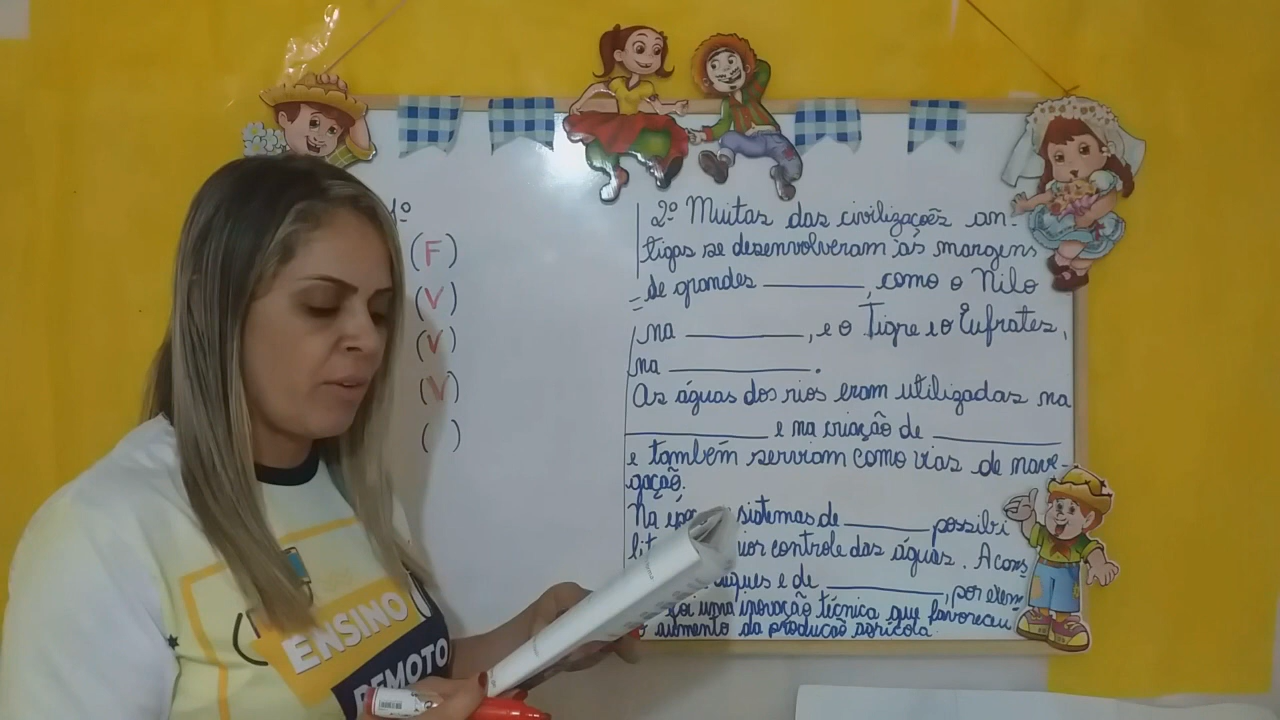 1º
(F)
(V)
(V)
(V)
( )
2º Muitas das civilizações an-
tigas se desenvolveram às margens
de grandes ________, como o Nilo
na ________, e o Tigre e o Eufrates,
na ________.
As águas dos rios eram utilizadas na
________ e na criação de ________
e também serviam como vias de nave-
gação.
Na sistemas de ________ possibi
controle das águas. A cons
diques e de ________, por exem
foi uma inovação técnica que favoreceu
o aumento da produção agrícola.
ENSINO
REMOTO